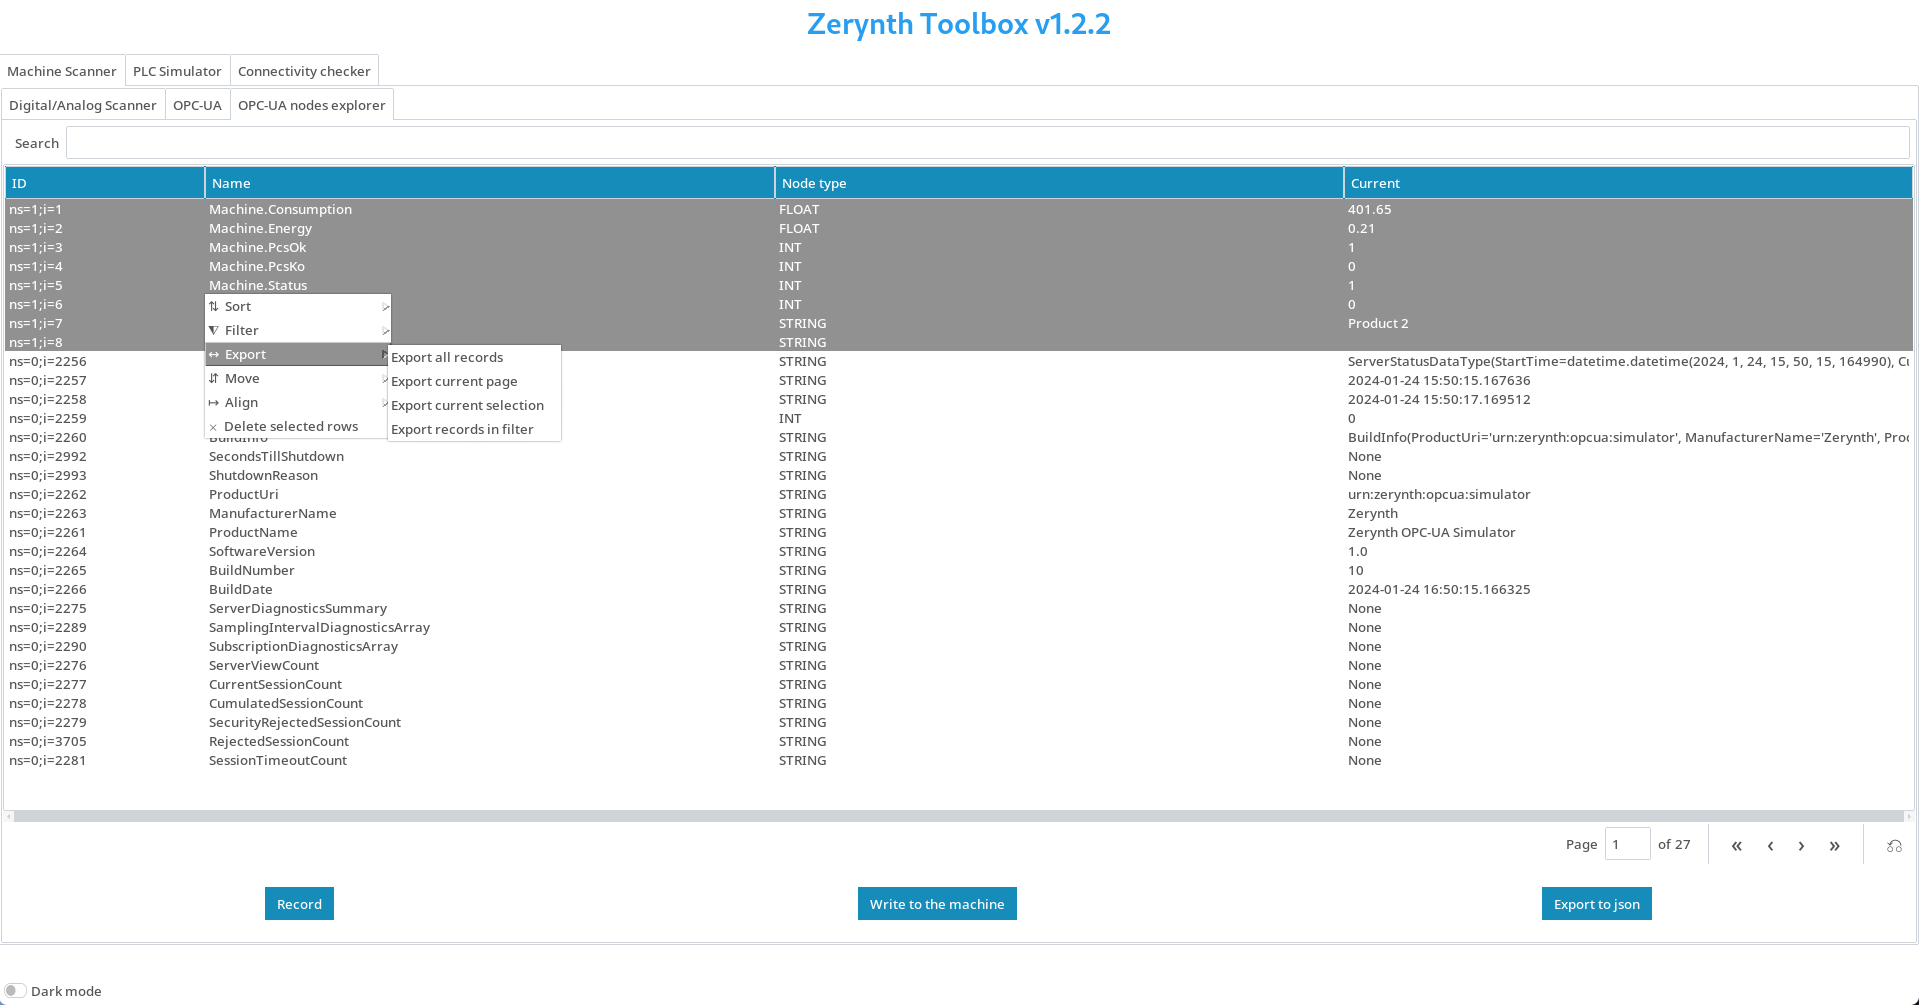 Zerynth Toolbox v1.2.2
Machine Scanner PLC Simulator Connectivity checker
Digital/Analog Scanner OPC-UA OPC-UA nodes explorer
Search
ID Name Node type Current
ns=1;i=1 Machine.Consumption FLOAT 401.65
ns=1;i=2 Machine.Energy FLOAT 0.21
ns=1;i=3 Machine.PcsOk INT 1
ns=1;i=4 Machine.PcsKo INT 0
ns=1;i=5 Machine.Status INT 1
ns=1;i=6 INT 0
ns=1;i=7 STRING Product 2
ns=1;i=8 STRING
Sort
Filter
Export
Move
Align
Delete selected rows
Export all records
Export current page
Export current selection
Export records in filter
ns=0;i=2256 STRING ServerStatusDataType(StartTime=datetime.datetime(2024, 1, 24, 15, 50, 15, 164990),
ns=0;i=2257 STRING 2024-01-24 15:50:15.167636
ns=0;i=2258 STRING 2024-01-24 15:50:17.169512
ns=0;i=2259 INT 0
ns=0;i=2260 BuildInfo STRING BuildInfo(ProductUri='urn:zerynth:opcua:simulator', ManufacturerName='Zerynth',
ns=0;i=2992 SecondsTillShutdown STRING None
ns=0;i=2993 ShutdownReason STRING None
ns=0;i=2262 ProductUri STRING urn:zerynth:opcua:simulator
ns=0;i=2263 ManufacturerName STRING Zerynth
ns=0;i=2261 ProductName STRING Zerynth OPC-UA Simulator
ns=0;i=2264 SoftwareVersion STRING 1.0
ns=0;i=2265 BuildNumber STRING 10
ns=0;i=2266 BuildDate STRING 2024-01-24 16:50:15.166325
ns=0;i=2275 ServerDiagnosticsSummary STRING None
ns=0;i=2289 SamplingIntervalDiagnosticsArray STRING None
ns=0;i=2290 SubscriptionDiagnosticsArray STRING None
ns=0;i=2276 ServerViewCount STRING None
ns=0;i=2277 CurrentSessionCount STRING None
ns=0;i=2278 CumulatedSessionCount STRING None
ns=0;i=2279 SecurityRejectedSessionCount STRING None
ns=0;i=3705 RejectedSessionCount STRING None
ns=0;i=2281 SessionTimeoutCount STRING None
Page 1 of 27 « ‹ › »
Record Write to the machine Export to json
Dark mode